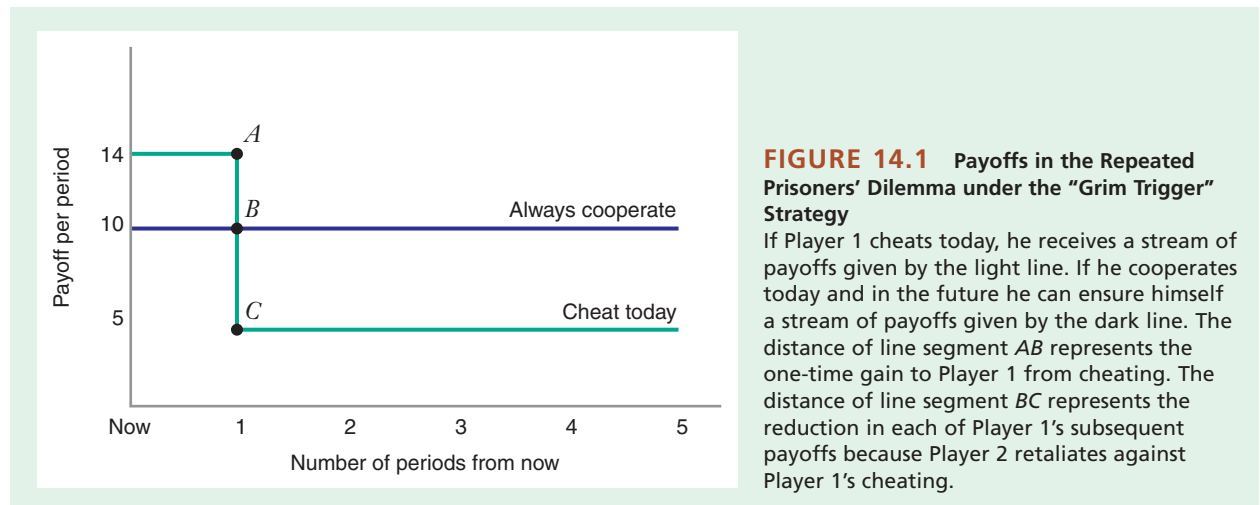 Payoff per period
14
10
5
A
B
C
Always cooperate
Cheat today
Now 1 2 3 4 5
Number of periods from now
FIGURE 14.1 Payoffs in the Repeated
Prisoners’ Dilemma under the “Grim Trigger”
Strategy
If Player 1 cheats today, he receives a stream of
payoffs given by the light line. If he cooperates
today and in the future he can ensure himself
a stream of payoffs given by the dark line. The
distance of line segment AB represents the
one-time gain to Player 1 from cheating. The
distance of line segment BC represents the
reduction in each of Player 1’s subsequent
payoffs because Player 2 retaliates against
Player 1’s cheating.